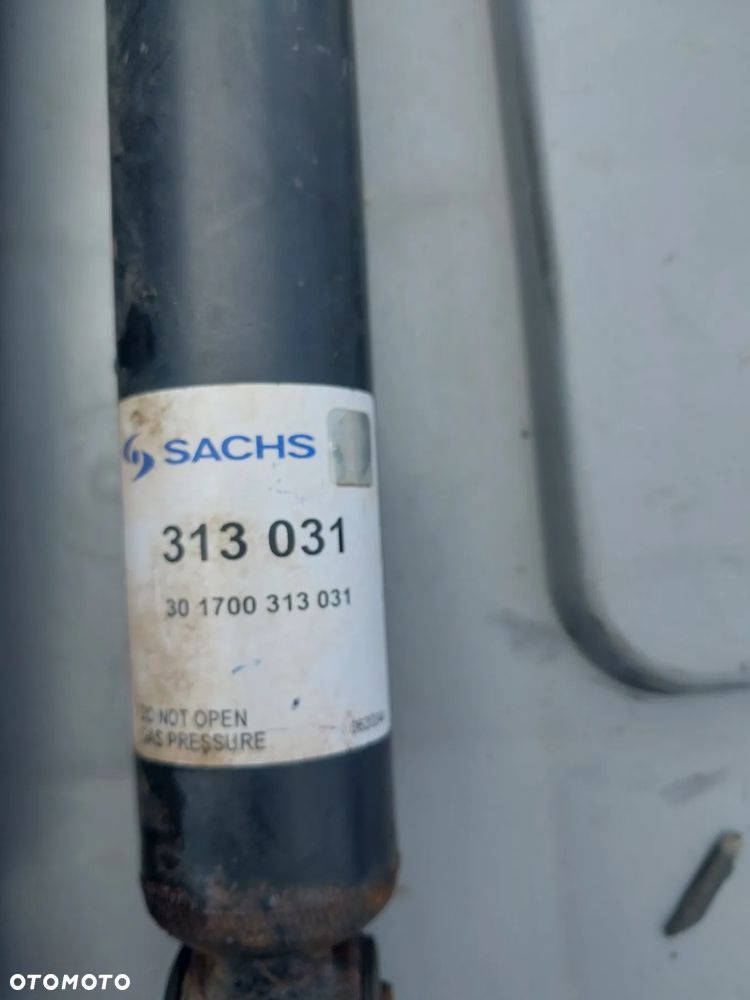 SACHS
313 031
30 1700 313 031
DO NOT OPEN
GAS PRESSURE
OTOMOTO